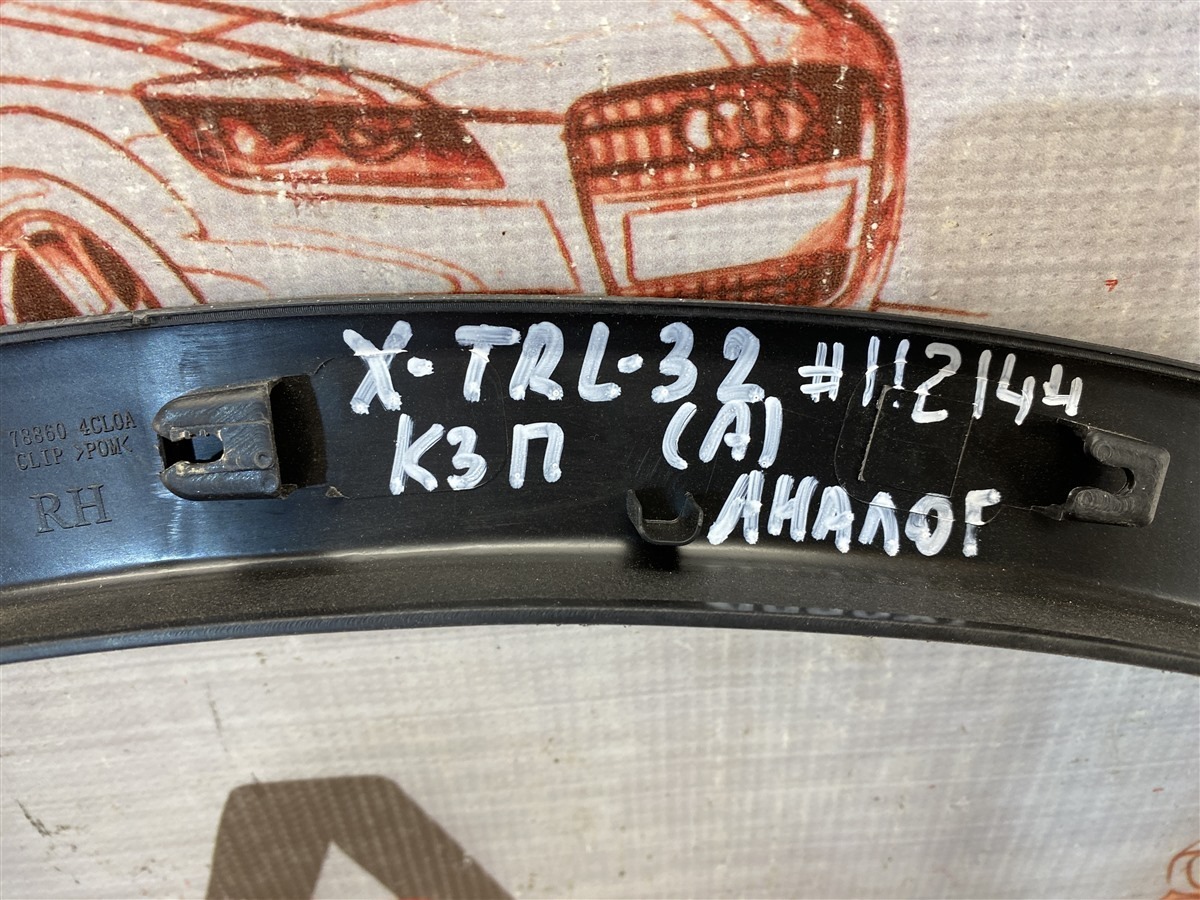 X-TRL-32 #112144
КЗП (А)
АНАЛОГ
78860 4CL0A
CLIP >POM<
RH